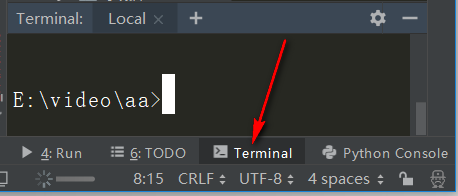 Terminal: Local × +
E:\video\aa>
4: Run 6: TODO Terminal Python Console
8:15 CRLF UTF-8 4 spaces